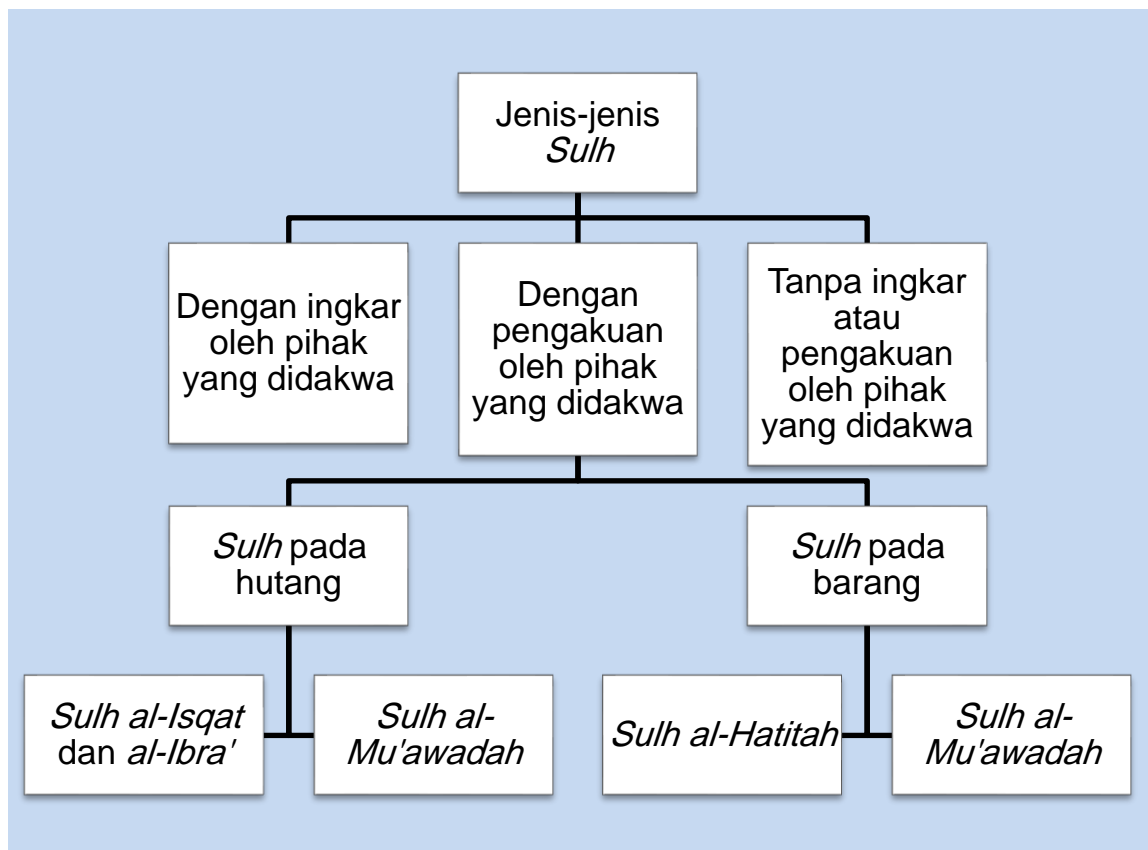 Jenis-jenis
Sulh
Dengan ingkar
oleh pihak
yang didakwa
Dengan
pengakuan
oleh pihak
yang didakwa
Tanpa ingkar
atau
pengakuan
oleh pihak
yang didakwa
Sulh pada
hutang
Sulh pada
barang
Sulh al-Isqat
dan al-Ibra'
Sulh al-
Mu'awadah
Sulh al-Hatitah
Sulh al-
Mu'awadah